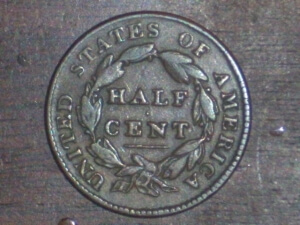 UNITED STATES OF AMERICA
HALF
CENT